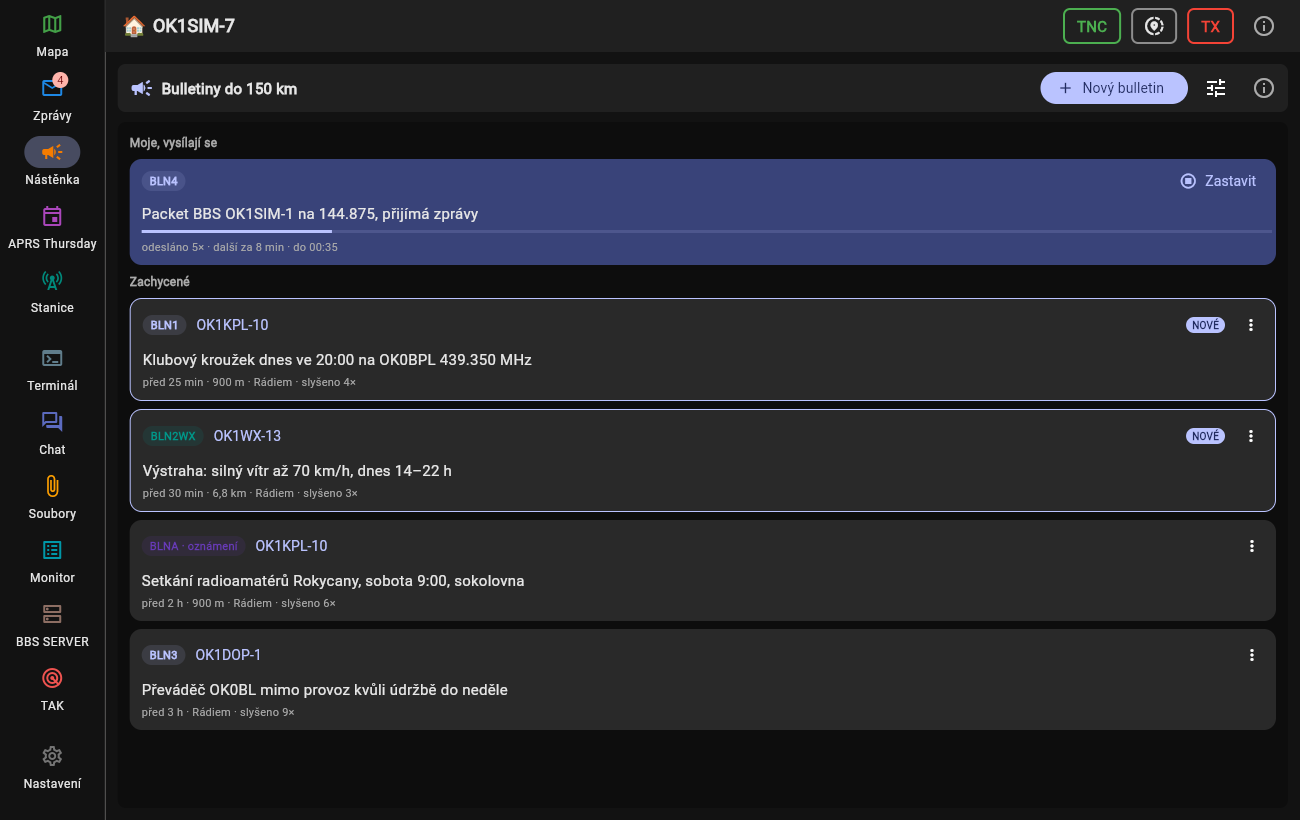 Mapa
4
Zprávy
Nástěnka
APRS Thursday
Stanice
Terminál
Chat
Soubory
Monitor
BBS SERVER
TAK
Nastavení
OK1SIM-7
TNC
TX
Bulletiny do 150 km
+ Nový bulletin
Moje, vysílají se
BLN4
Zastavit
Packet BBS OK1SIM-1 na 144.875, přijímá zprávy
odesláno 5× · další za 8 min · do 00:35
Zachycené
BLN1 OK1KPL-10
NOVÉ
Klubový kroužek dnes ve 20:00 na OK0BPL 439.350 MHz
před 25 min · 900 m · Rádiem · slyšeno 4×
BLN2WX OK1WX-13
NOVÉ
Výstraha: silný vítr až 70 km/h, dnes 14–22 h
před 30 min · 6,8 km · Rádiem · slyšeno 3×
BLNA · oznámení OK1KPL-10
Setkání radioamatérů Rokycany, sobota 9:00, sokolovna
před 2 h · 900 m · Rádiem · slyšeno 6×
BLN3 OK1DOP-1
Převáděč OK0BL mimo provoz kvůli údržbě do neděle
před 3 h · Rádiem · slyšeno 9×